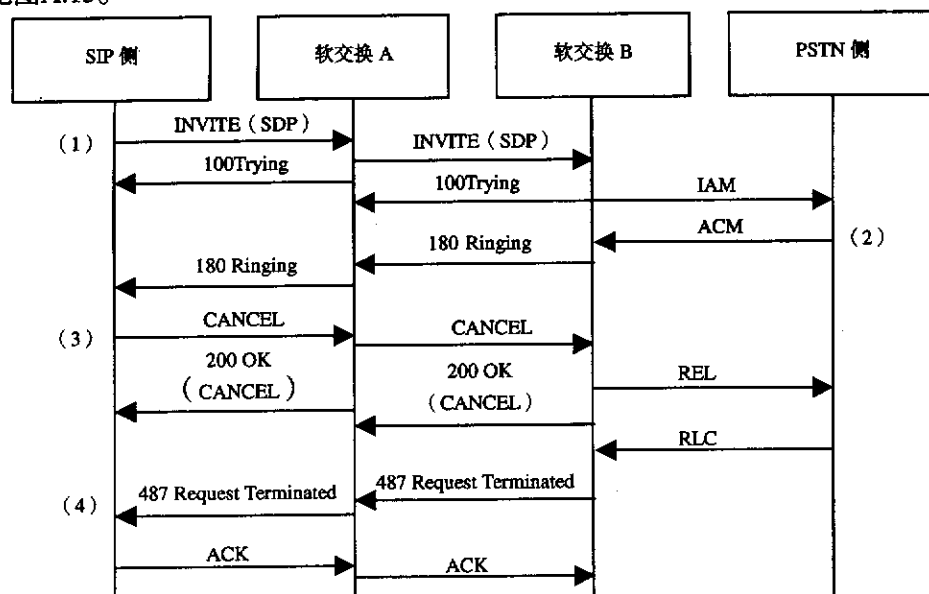 SIP 侧
软交换 A
软交换 B
PSTN 侧
(1)
INVITE(SDP)
INVITE(SDP)
100Trying
100Trying
IAM
ACM
(2)
180 Ringing
180 Ringing
(3)
CANCEL
CANCEL
200 OK
(CANCEL)
200 OK
(CANCEL)
REL
RLC
(4)
487 Request Terminated
487 Request Terminated
ACK
ACK